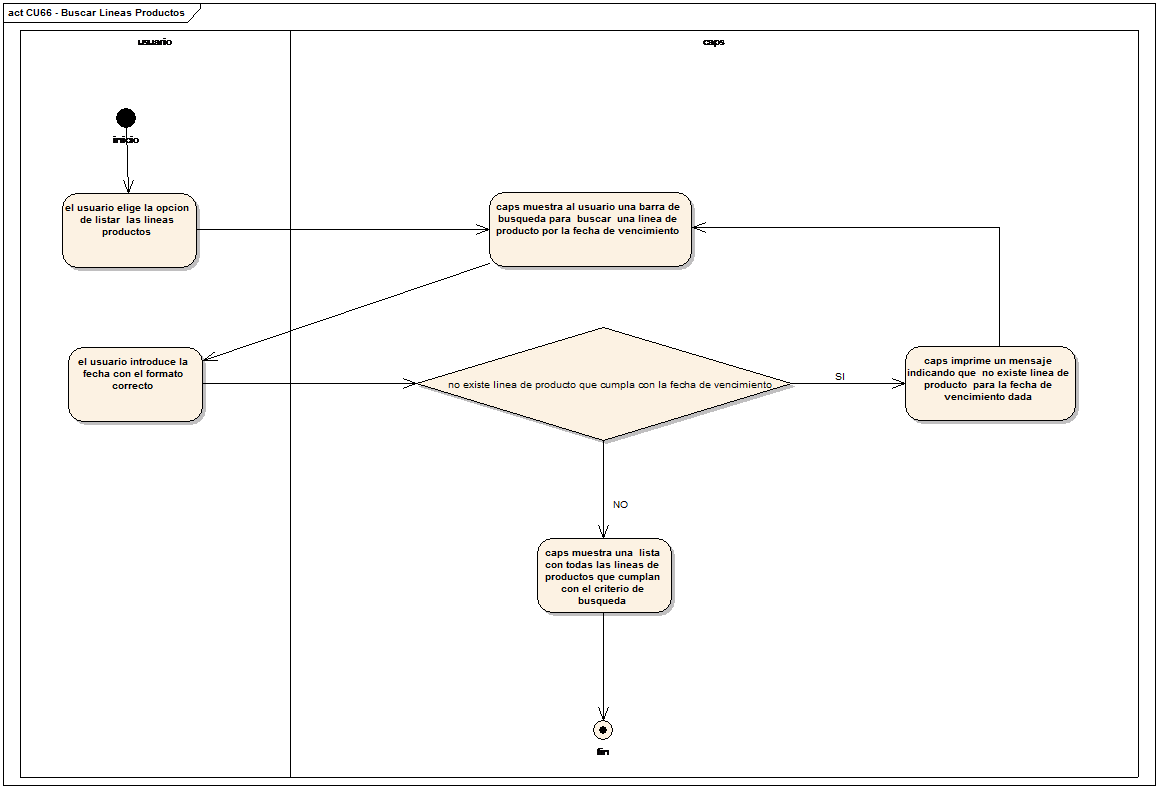 act CU66 - Buscar Lineas Productos
usuario
caps
inicio
el usuario elige la opcion
de listar las lineas
productos
caps muestra al usuario una barra de
busqueda para buscar una linea de
producto por la fecha de vencimiento
el usuario introduce la
fecha con el formato
correcto
no existe linea de producto que cumpla con la fecha de vencimiento
SI
caps imprime un mensaje
indicando que no existe linea de
producto para la fecha de
vencimiento dada
NO
caps muestra una lista
con todas las lineas de
productos que cumplan
con el criterio de
busqueda
fin